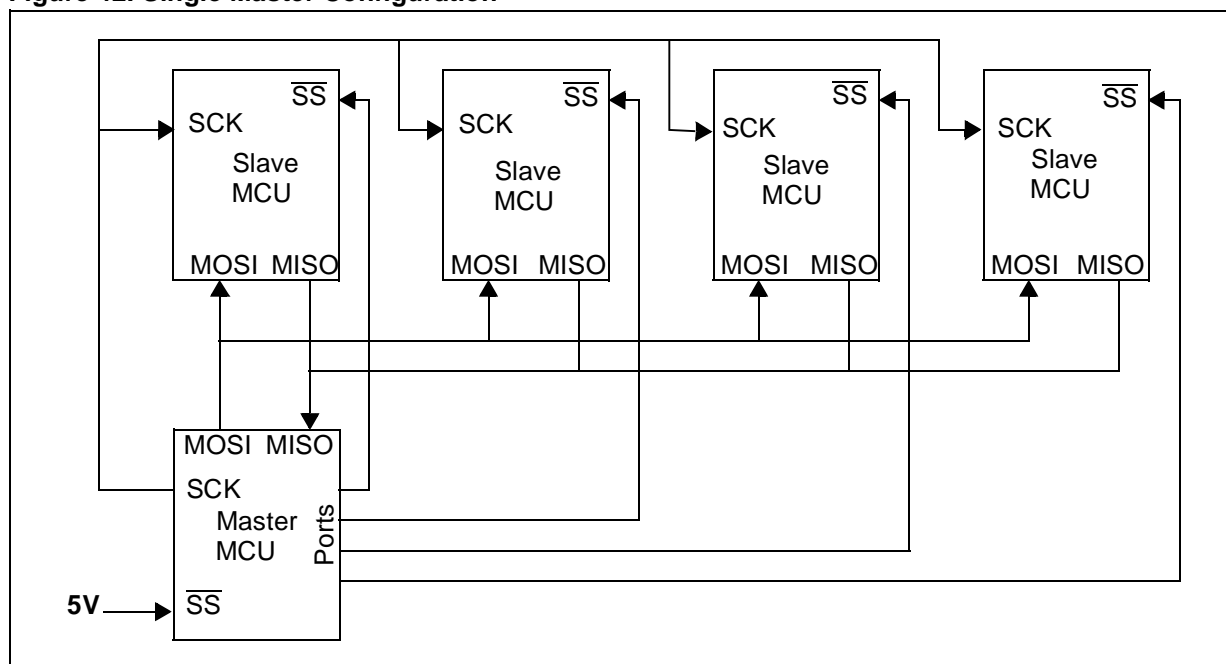 Figure 42. Single Master Configuration
SS
SCK
Slave
MCU
MOSI MISO
SS
SCK
Slave
MCU
MOSI MISO
SS
SCK
Slave
MCU
MOSI MISO
SS
SCK
Slave
MCU
MOSI MISO
MOSI MISO
SCK
Master
MCU
Ports
5V
SS